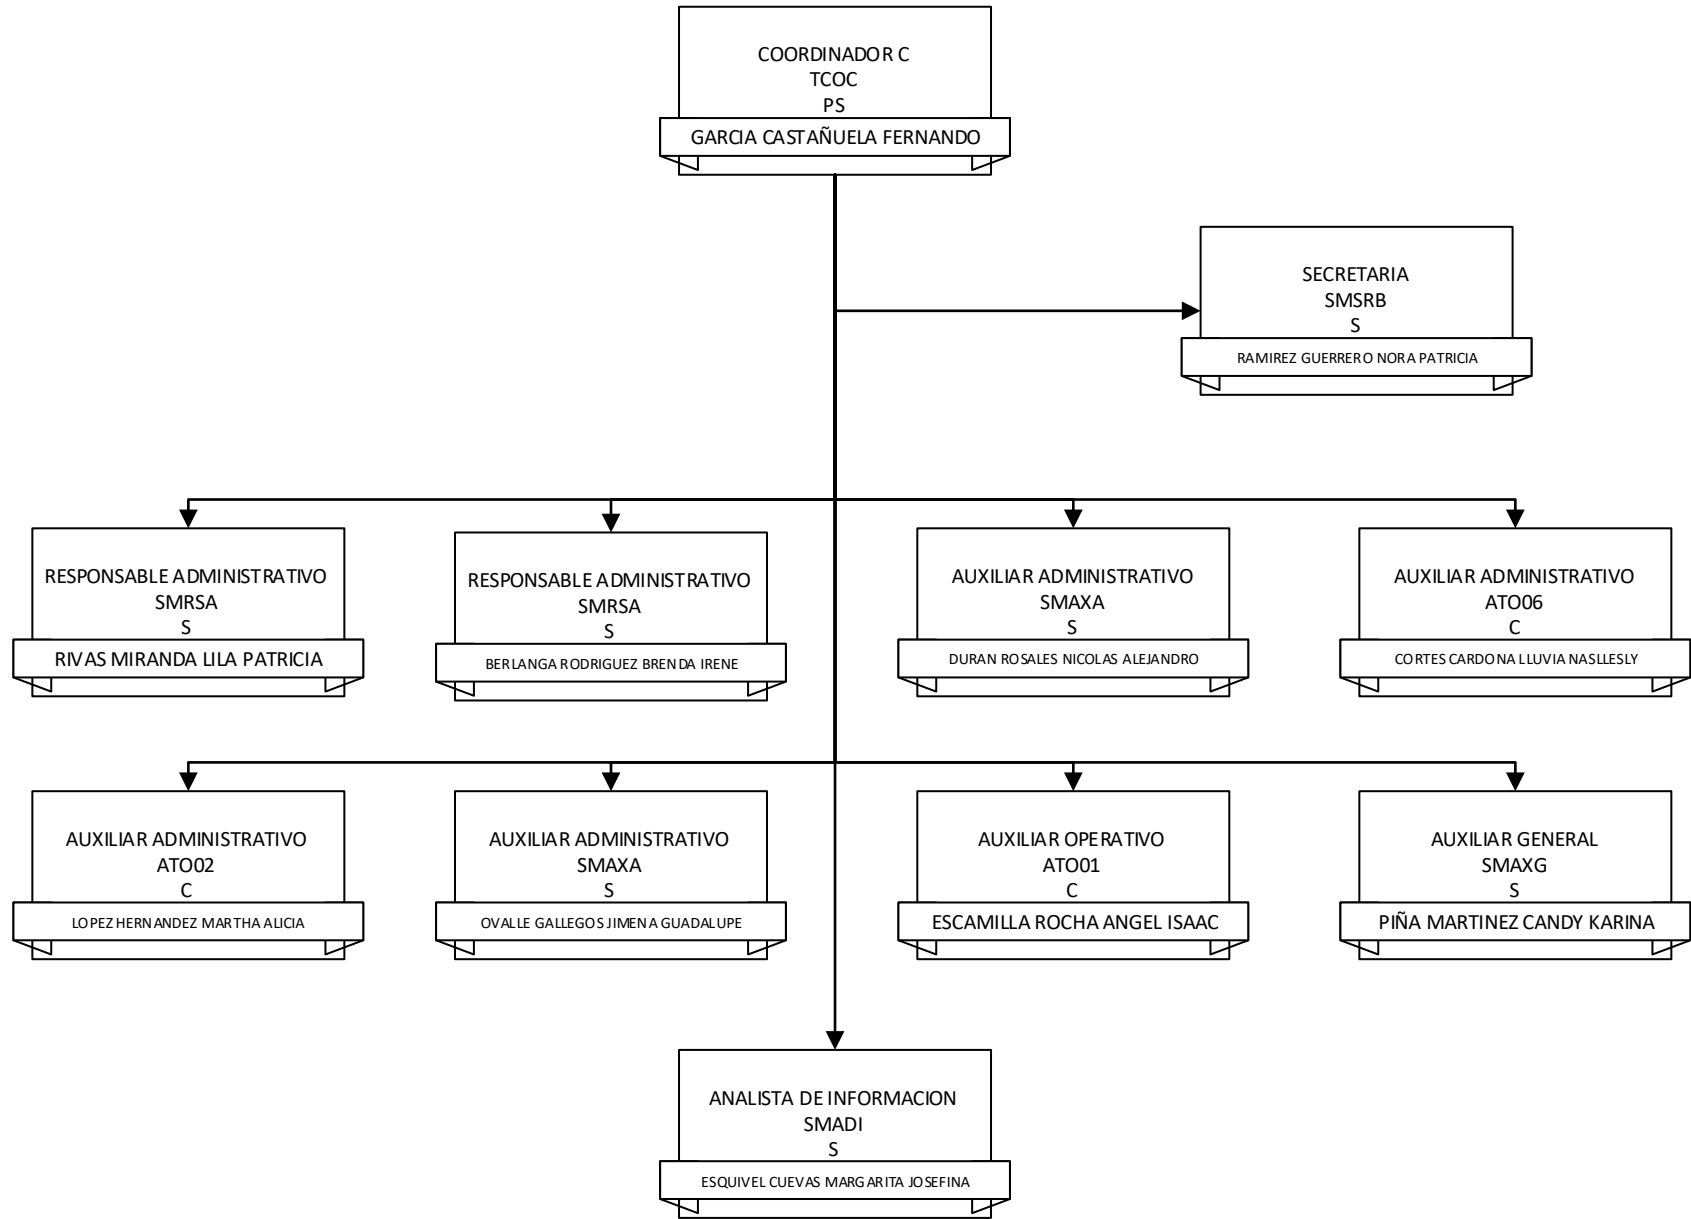 COORDINADOR C
TCOC
PS
GARCIA CASTAÑUELA FERNANDO
SECRETARIA
SMSRB
S
RAMIREZ GUERRERO NORA PATRICIA
RESPONSABLE ADMINISTRATIVO
SMRSA
S
RIVAS MIRANDA LILA PATRICIA
RESPONSABLE ADMINISTRATIVO
SMRSA
S
BERLANGA RODRIGUEZ BRENDA IRENE
AUXILIAR ADMINISTRATIVO
SMAXA
S
DURAN ROSALES NICOLAS ALEJANDRO
AUXILIAR ADMINISTRATIVO
ATO06
C
CORTES CARDONA LLUVIA NASLLESLY
AUXILIAR ADMINISTRATIVO
ATO02
C
LOPEZ HERNANDEZ MARTHA ALICIA
AUXILIAR ADMINISTRATIVO
SMAXA
S
OVALLE GALLEGOS JIMENA GUADALUPE
AUXILIAR OPERATIVO
ATO01
C
ESCAMILLA ROCHA ANGEL ISAAC
AUXILIAR GENERAL
SMAXG
S
PIÑA MARTINEZ CANDY KARINA
ANALISTA DE INFORMACION
SMADI
S
ESQUIVEL CUEVAS MARGARITA JOSEFINA